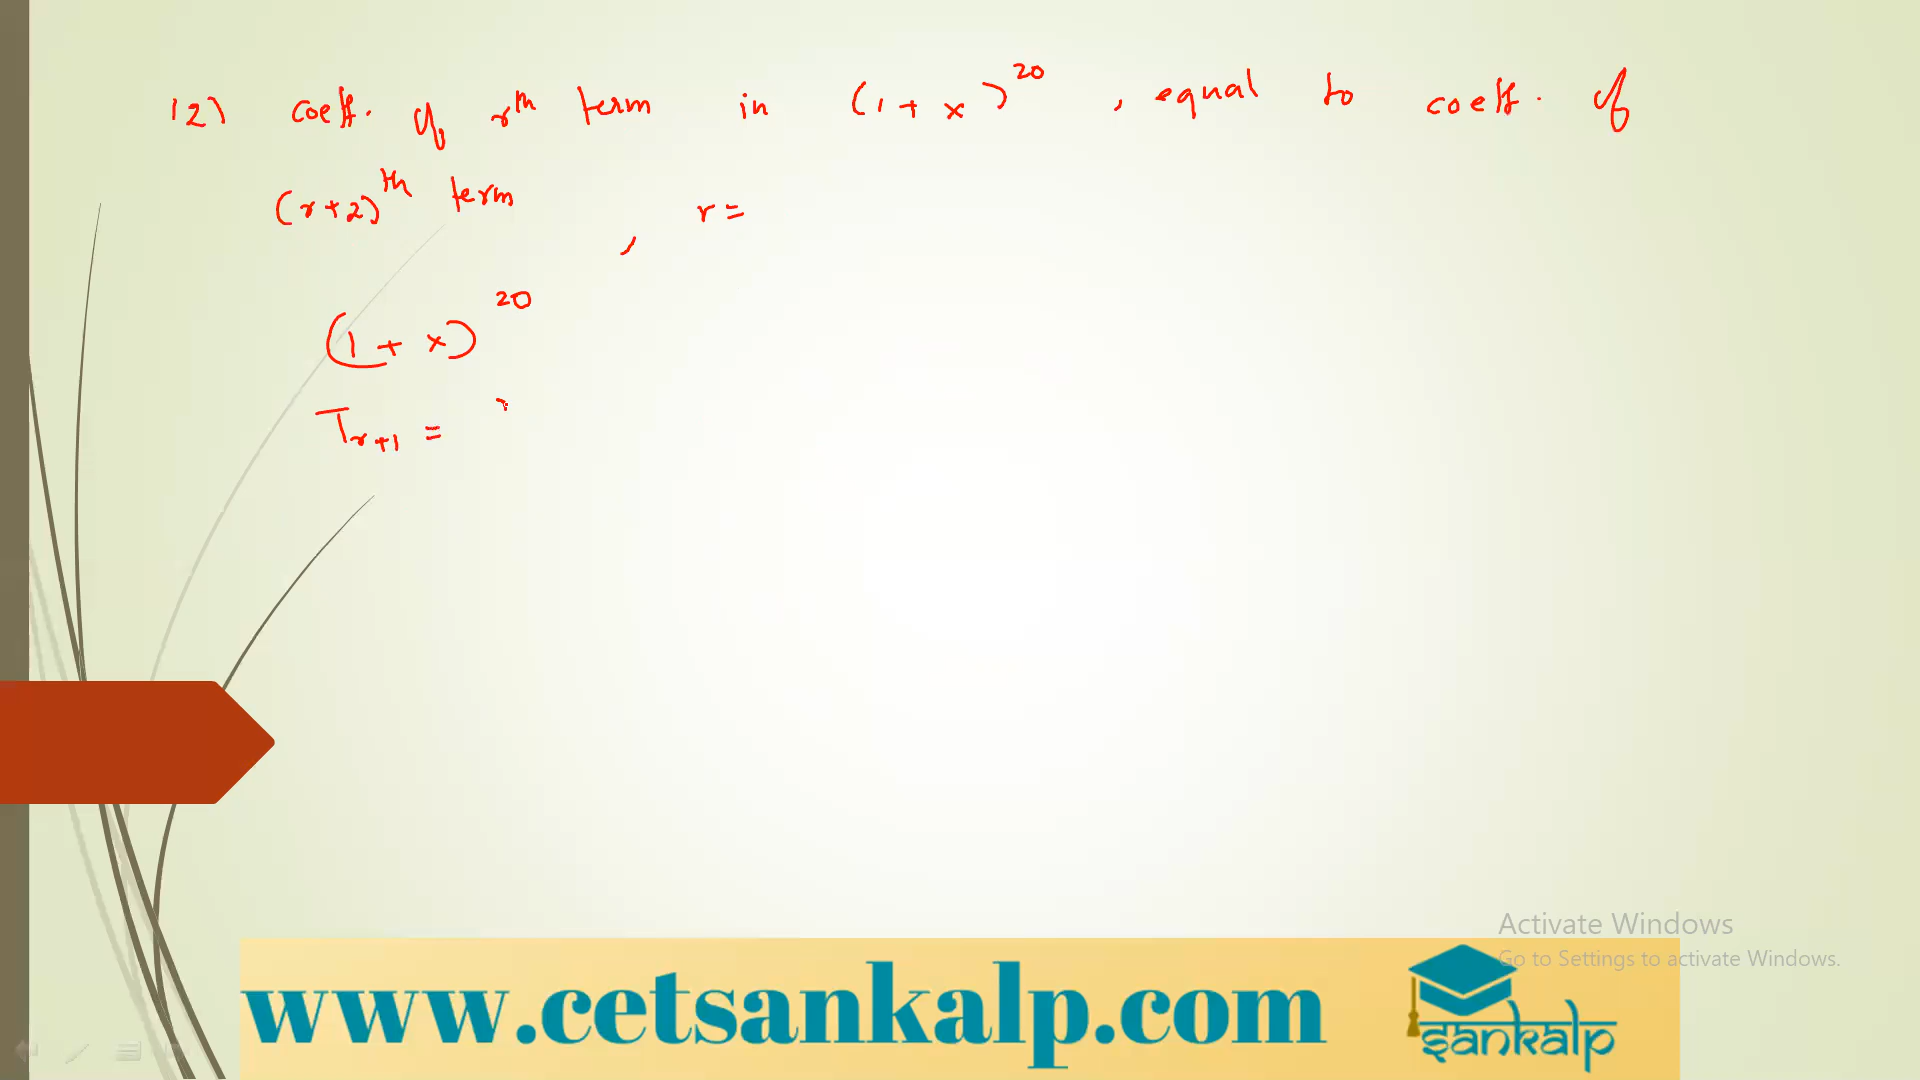 12) coeff. of rth term in (1 + x)^20 , equal to coeff. of
(r+2)th term , r =
(1 + x)^20
T_{r+1} =
Activate Windows
Go to Settings to activate Windows.
www.cetsankalp.com
sankalp